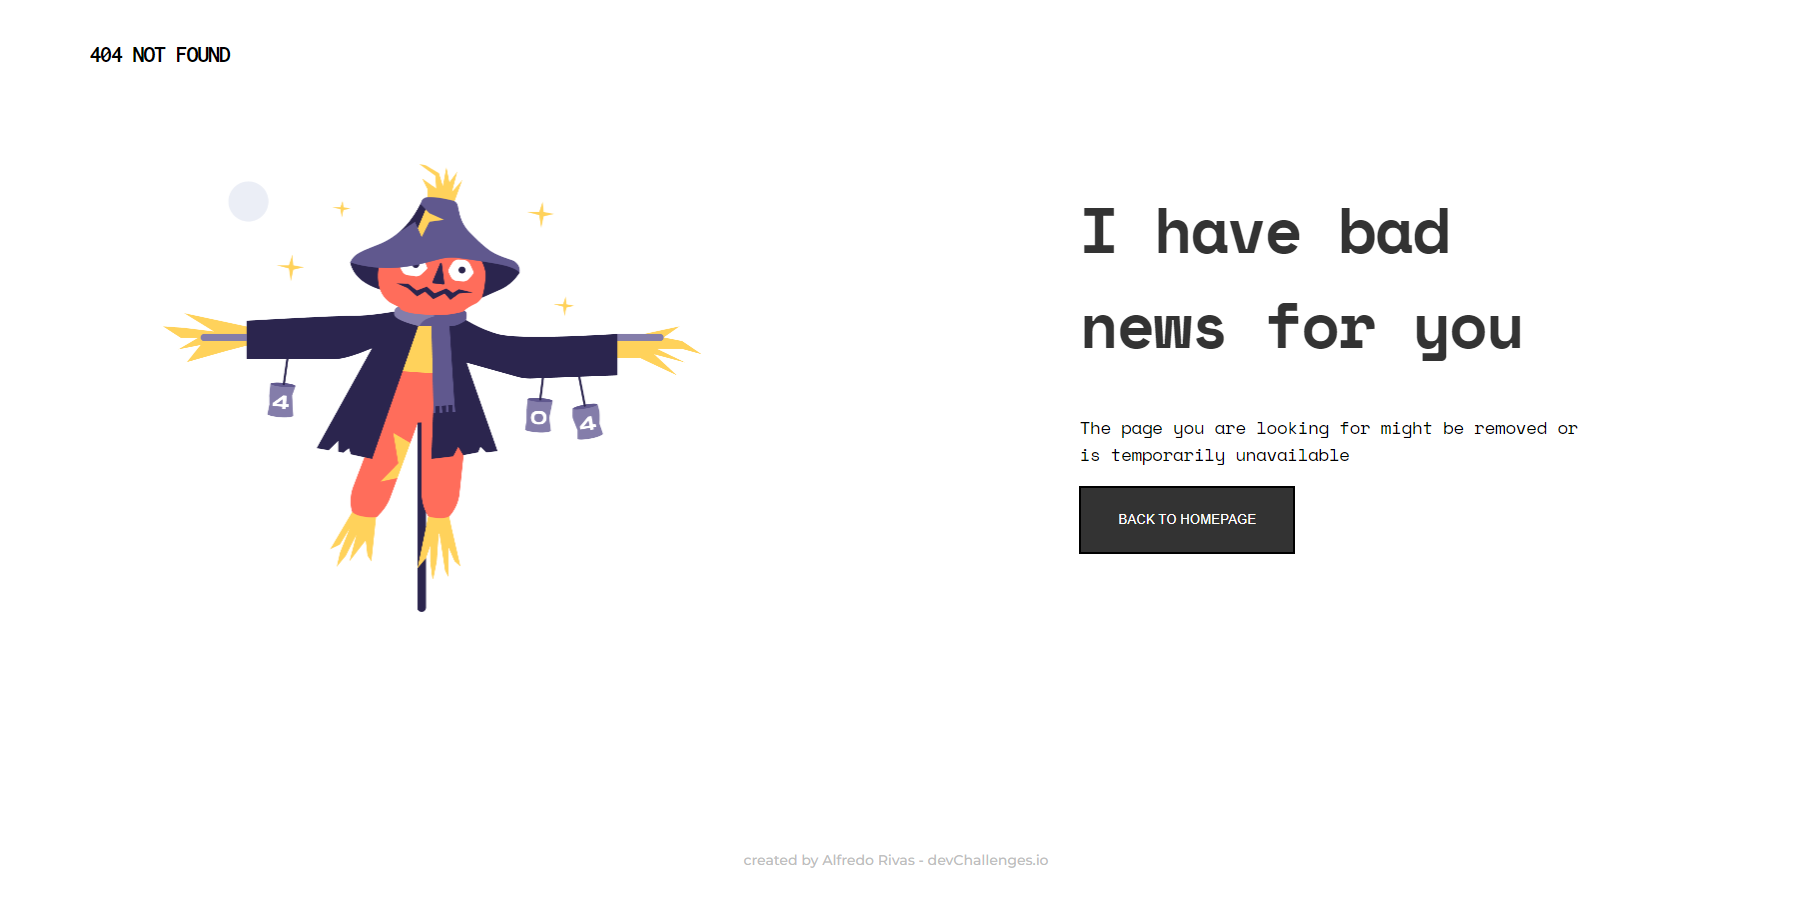 404 NOT FOUND
I have bad
news for you
4
0
4
The page you are looking for might be removed or
is temporarily unavailable
BACK TO HOMEPAGE
created by Alfredo Rivas - devChallenges.io